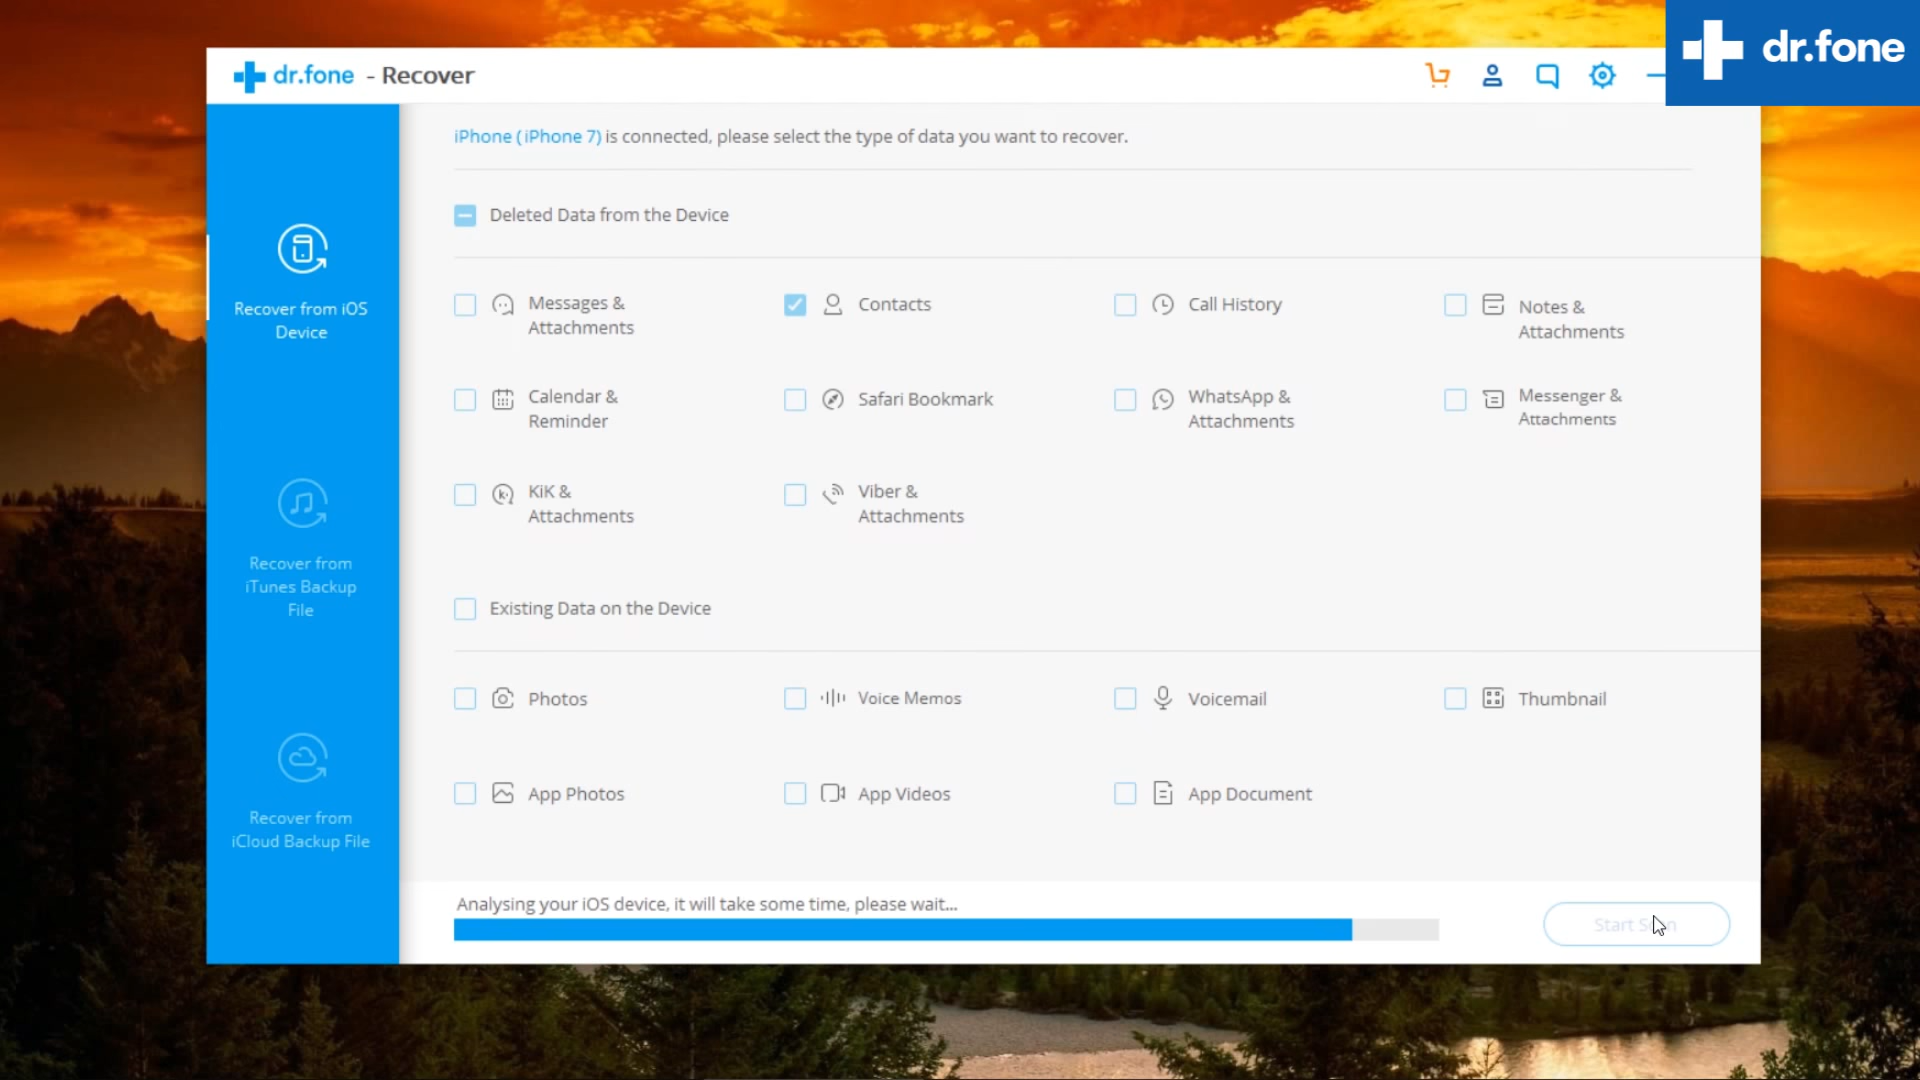 dr.fone - Recover
dr.fone
iPhone (iPhone 7) is connected, please select the type of data you want to recover.
Deleted Data from the Device
Messages &
Attachments
Contacts
Call History
Notes &
Attachments
Calendar &
Reminder
Safari Bookmark
WhatsApp &
Attachments
Messenger &
Attachments
KiK &
Attachments
Viber &
Attachments
Existing Data on the Device
Photos
Voice Memos
Voicemail
Thumbnail
App Photos
App Videos
App Document
Recover from iOS
Device
Recover from
iTunes Backup
File
Recover from
iCloud Backup File
Analysing your iOS device, it will take some time, please wait...
Start Scan